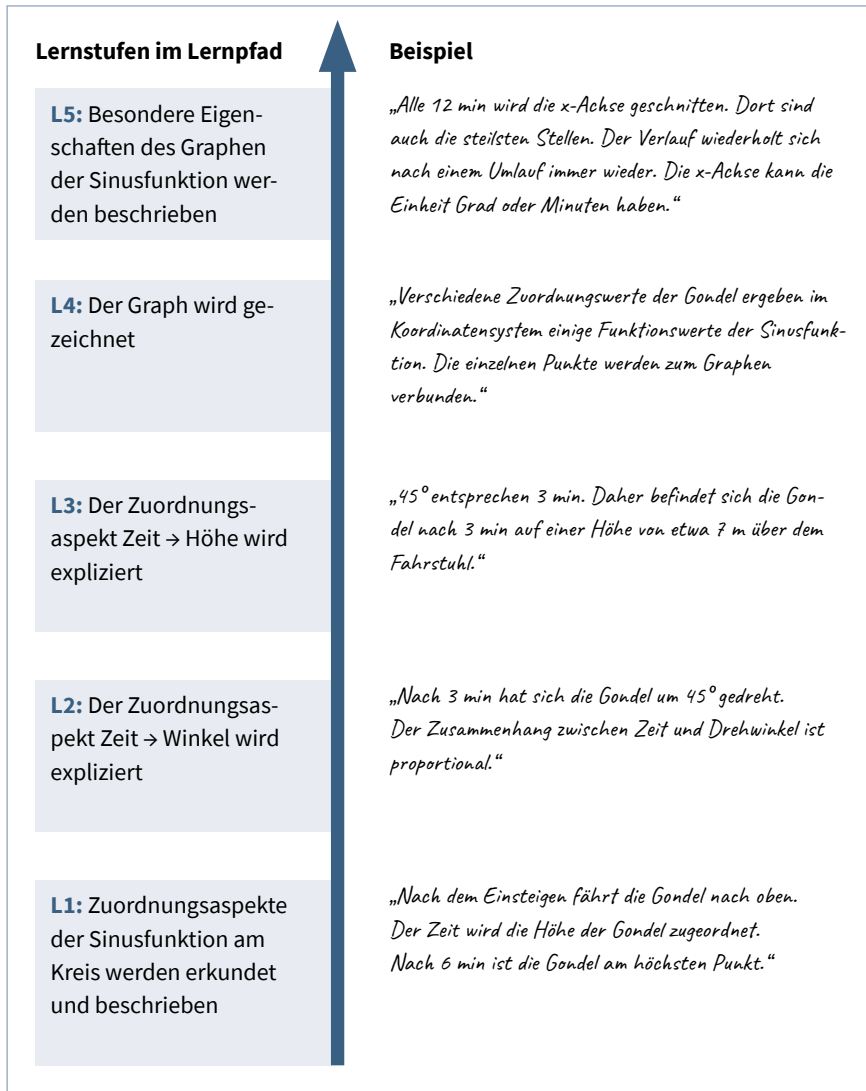 Lernstufen im Lernpfad
Beispiel
L5: Besondere Eigen-
schaften des Graphen
der Sinusfunktion wer-
den beschrieben
„Alle 12 min wird die x-Achse geschnitten. Dort sind
auch die steilsten Stellen. Der Verlauf wiederholt sich
nach einem Umlauf immer wieder. Die x-Achse kann die
Einheit Grad oder Minuten haben.“
L4: Der Graph wird ge-
zeichnet
„Verschiedene Zuordnungswerte der Gondel ergeben im
Koordinatensystem einige Funktionswerte der Sinusfunk-
tion. Die einzelnen Punkte werden zum Graphen
verbunden.“
L3: Der Zuordnungs-
aspekt Zeit → Höhe wird
expliziert
„45° entsprechen 3 min. Daher befindet sich die Gon-
del nach 3 min auf einer Höhe von etwa 7 m über dem
Fahrstuhl.“
L2: Der Zuordnungsas-
pekt Zeit → Winkel wird
expliziert
„Nach 3 min hat sich die Gondel um 45° gedreht.
Der Zusammenhang zwischen Zeit und Drehwinkel ist
proportional.“
L1: Zuordnungsaspekte
der Sinusfunktion am
Kreis werden erkundet
und beschrieben
„Nach dem Einsteigen fährt die Gondel nach oben.
Der Zeit wird die Höhe der Gondel zugeordnet.
Nach 6 min ist die Gondel am höchsten Punkt.“